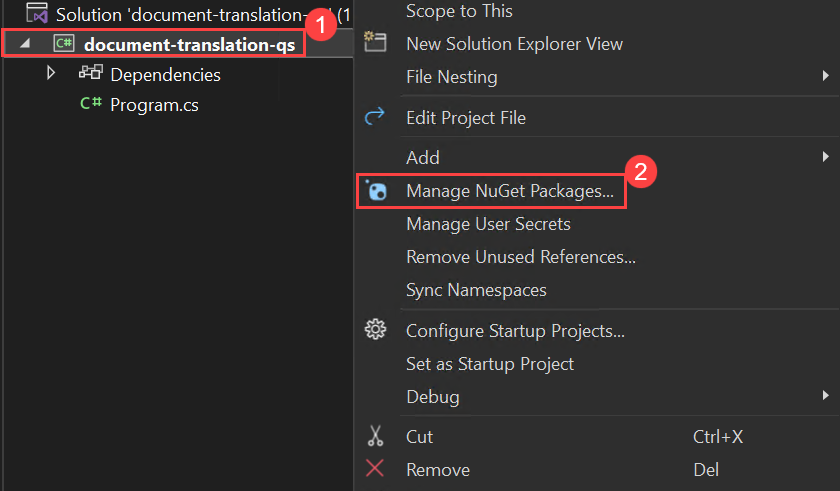 Solution 'document-translation-
(1
1
C# document-translation-qs
Dependencies
C# Program.cs
Scope to This
New Solution Explorer View
File Nesting
Edit Project File
Add
2
Manage NuGet Packages...
Manage User Secrets
Remove Unused References...
Sync Namespaces
Configure Startup Projects...
Set as Startup Project
Debug
Cut Ctrl+X
Remove Del